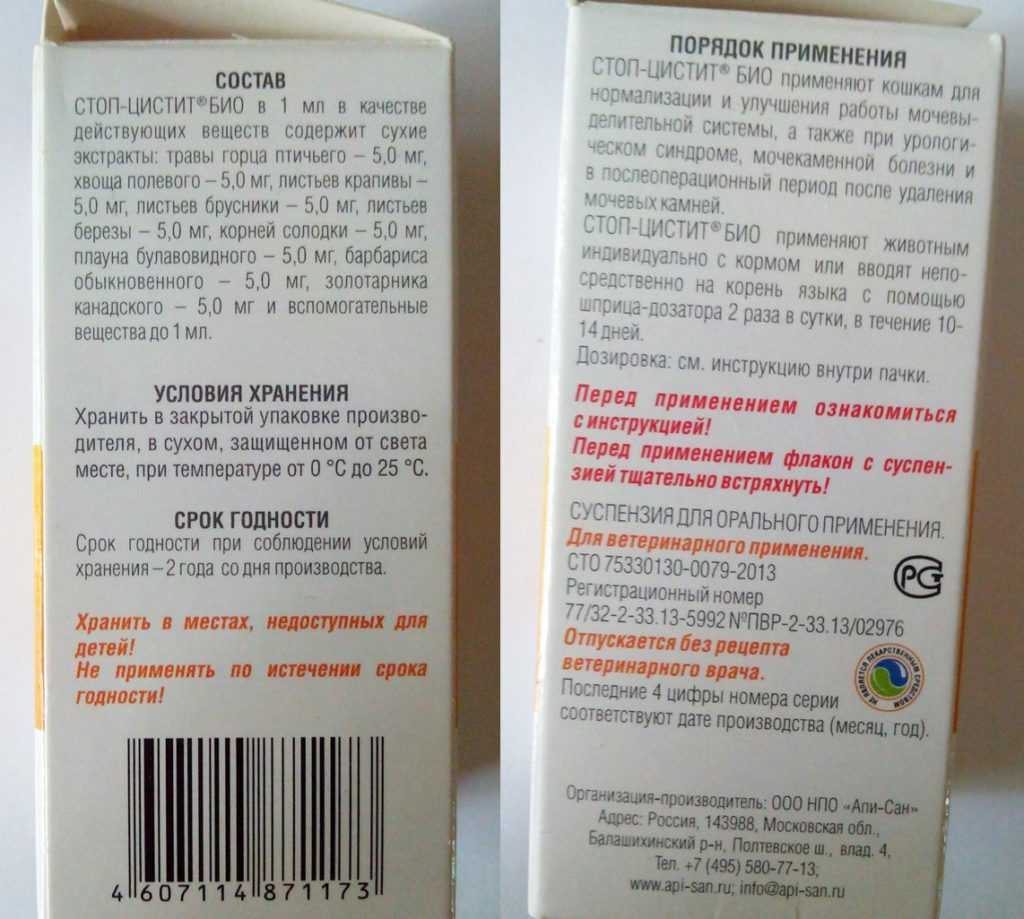 СОСТАВ
СТОП-ЦИСТИТ®БИО в 1 мл в качестве
действующих веществ содержит сухие
экстракты: травы горца птичьего – 5,0 мг,
хвоща полевого – 5,0 мг, листьев крапивы –
5,0 мг, листьев брусники – 5,0 мг, листьев
березы – 5,0 мг, корней солодки – 5,0 мг,
плауна булавовидного – 5,0 мг, барбариса
обыкновенного – 5,0 мг, золотарника
канадского – 5,0 мг и вспомогательные
вещества до 1 мл.
УСЛОВИЯ ХРАНЕНИЯ
Хранить в закрытой упаковке произво-
дителя, в сухом, защищенном от света
месте, при температуре от 0 °С до 25 °С.
СРОК ГОДНОСТИ
Срок годности при соблюдении условий
хранения – 2 года со дня производства.
Хранить в местах, недоступных для
детей!
Не применять по истечении срока
годности!
4 607114 871173
ПОРЯДОК ПРИМЕНЕНИЯ
СТОП-ЦИСТИТ® БИО применяют кошкам для
нормализации и улучшения работы мочевы-
делительной системы, а также при урологи-
ческом синдроме, мочекаменной болезни и
в послеоперационный период после удаления
мочевых камней.
СТОП-ЦИСТИТ®БИО применяют животным
индивидуально с кормом или вводят непо-
средственно на корень языка с помощью
шприца-дозатора 2 раза в сутки, в течение 10-
14 дней.
Дозировка: см. инструкцию внутри пачки.
Перед применением ознакомиться
с инструкцией!
Перед применением флакон с суспен-
зией тщательно встряхнуть!
СУСПЕНЗИЯ ДЛЯ ОРАЛЬНОГО ПРИМЕНЕНИЯ.
Для ветеринарного применения.
СТО 75330130-0079-2013
РСТ
Регистрационный номер
77/32-2-33.13-5992 №ПВР-2-33.13/02976
Отпускается без рецепта
ветеринарного врача.
НЕ ЯВЛЯЕТСЯ ЛЕКАРСТВЕННЫМ СРЕДСТВОМ
Последние 4 цифры номера серии
соответствуют дате производства (месяц, год).
Организация-производитель: ООО НПО «Апи-Сан»
Адрес: Россия, 143988, Московская обл.,
Балашихинский р-н, Полтевское ш., влад. 4,
Тел. +7 (495) 580-77-13;
www.api-san.ru; info@api-san.ru